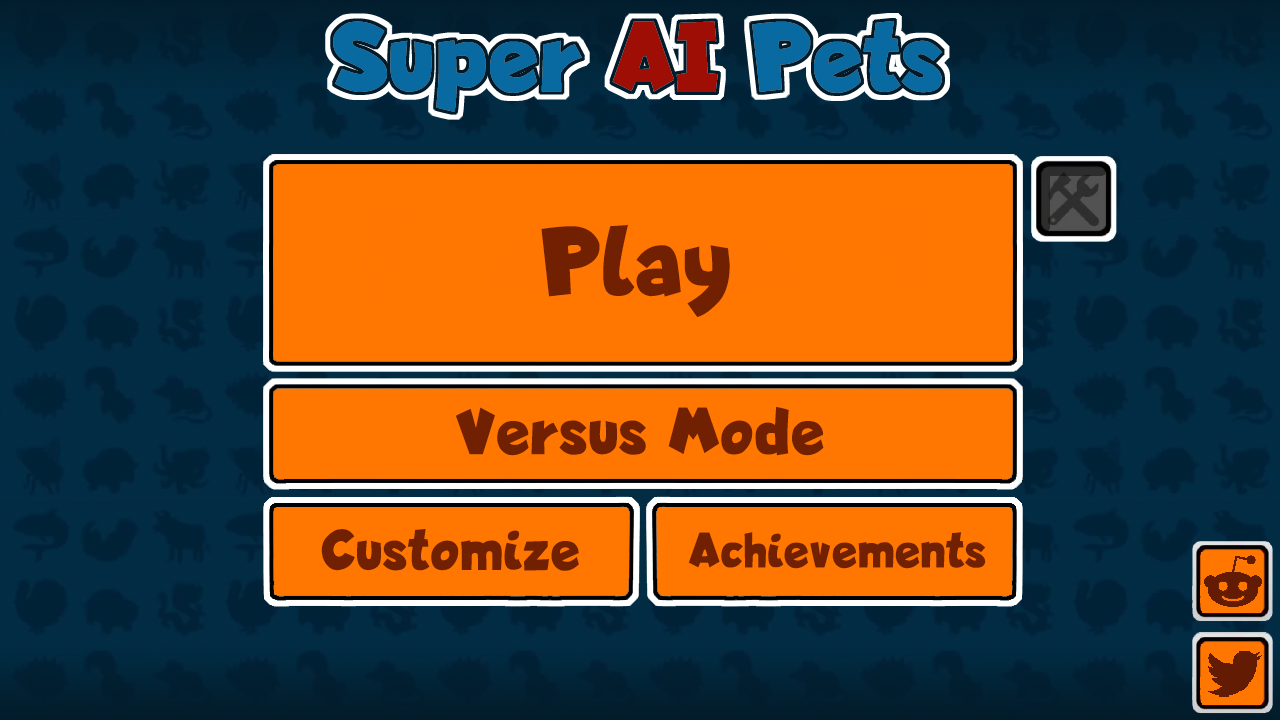 Super AI Pets
Play
Versus Mode
Customize
Achievements